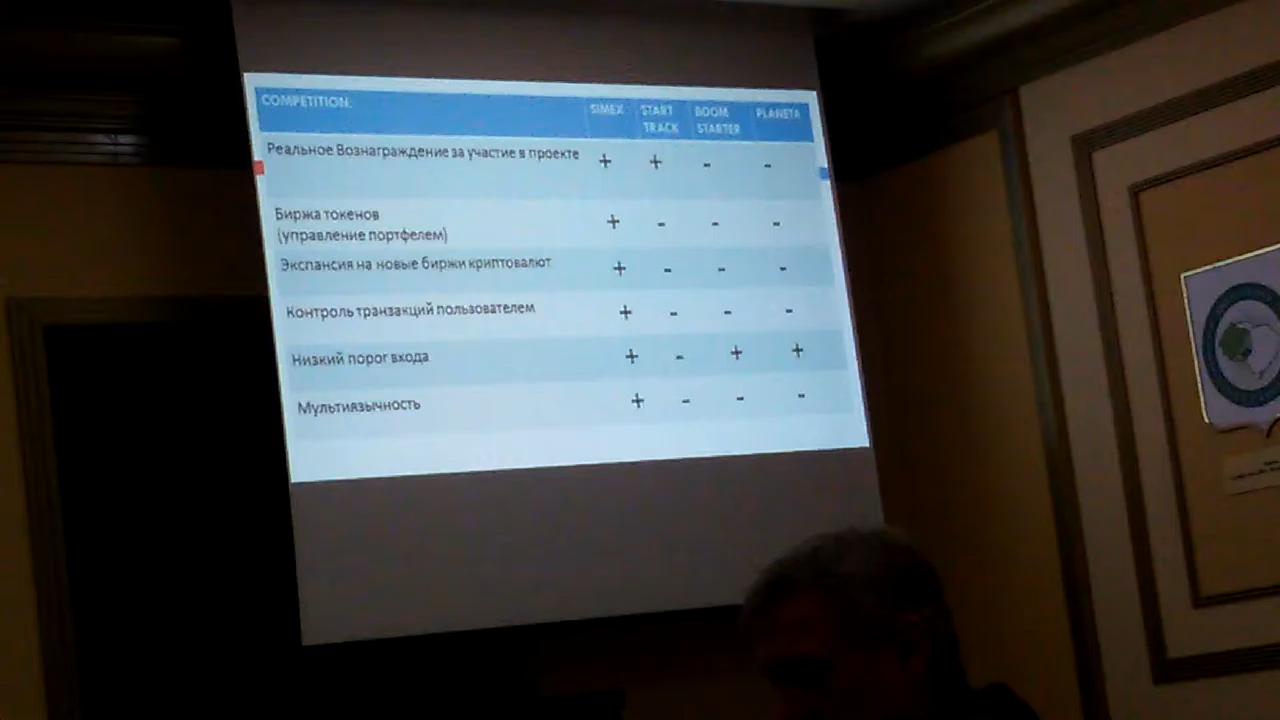 COMPETITION:
SIMEX
START
TRACK
BOOM
STARTER
PLANETA
Реальное Вознаграждение за участие в проекте + + - -
Биржа токенов
(управление портфелем) + - - -
Экспансия на новые биржи криптовалют + - - -
Контроль транзакций пользователем + - - -
Низкий порог входа + - + +
Мультиязычность + - - -